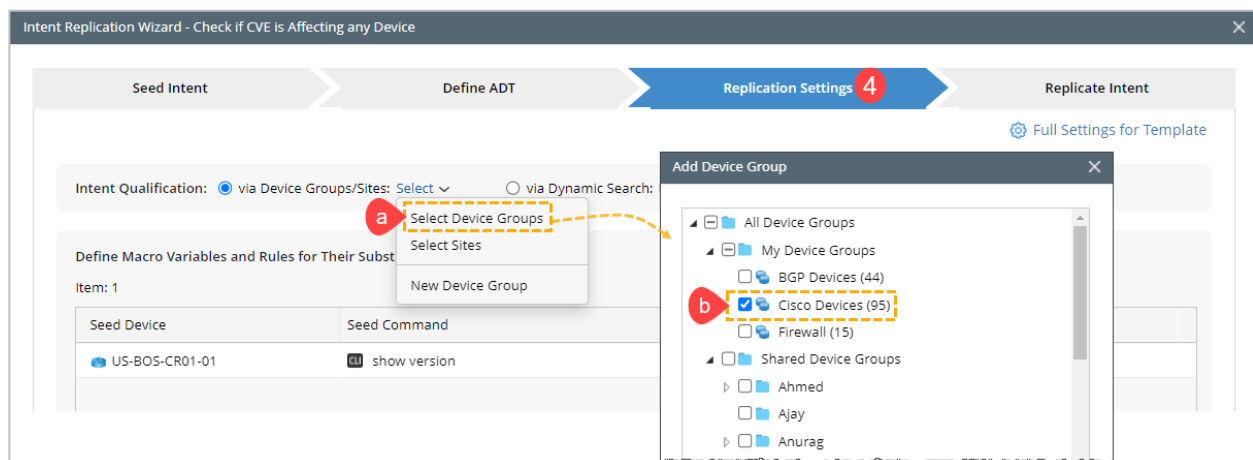 Intent Replication Wizard - Check if CVE is Affecting any Device
Seed Intent
Define ADT
Replication Settings 4
Replicate Intent
Full Settings for Template
Intent Qualification: via Device Groups/Sites: Select via Dynamic Search:
a Select Device Groups
Select Sites
New Device Group
Define Macro Variables and Rules for Their Subst
Item: 1
Seed Device Seed Command
US-BOS-CR01-01 CLI show version
Add Device Group
All Device Groups
My Device Groups
BGP Devices (44)
b Cisco Devices (95)
Firewall (15)
Shared Device Groups
Ahmed
Ajay
Anurag